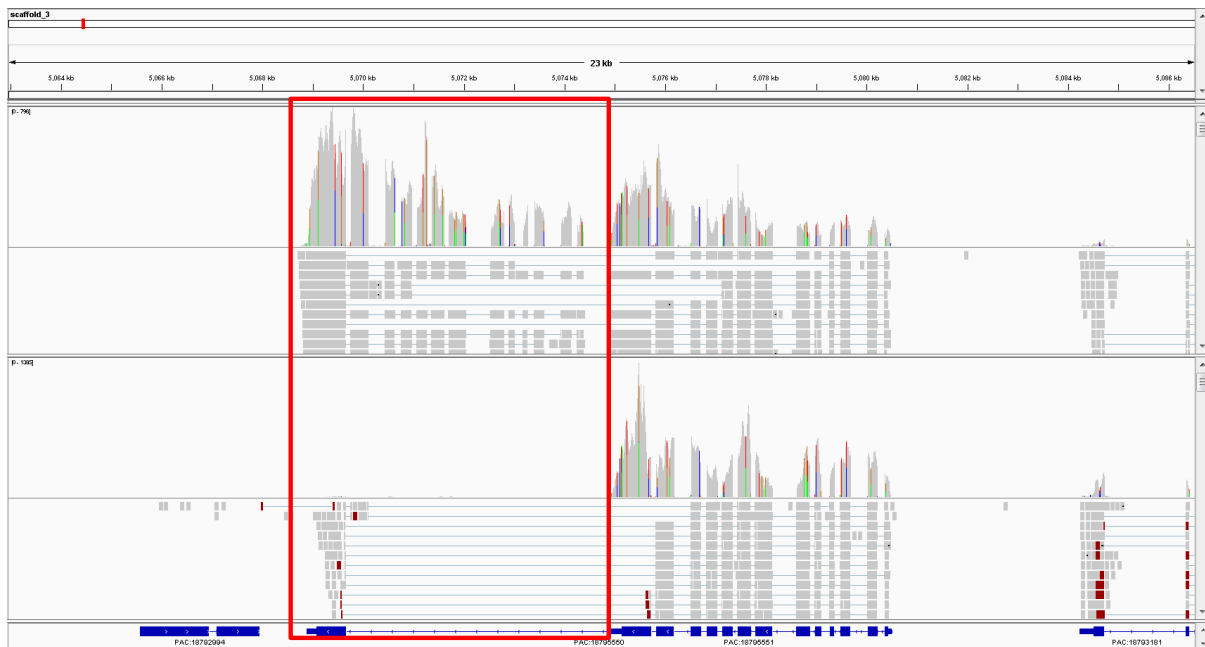 scaffold_3
23 kb
5,064 kb 5,066 kb 5,068 kb 5,070 kb 5,072 kb 5,074 kb 5,076 kb 5,078 kb 5,080 kb 5,082 kb 5,084 kb 5,086 kb
[0 - 796]
[0 - 1385]
PAC:18792994 PAC:18795550 PAC:18795551 PAC:18793181